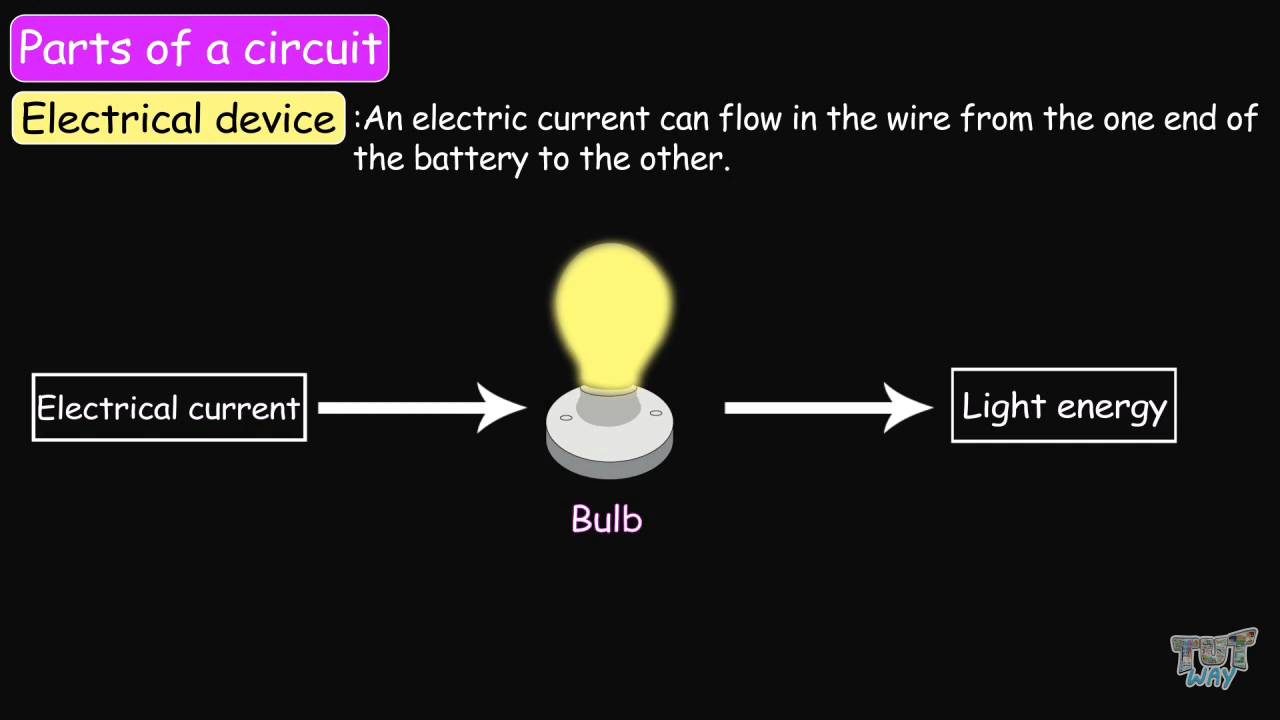 Parts of a circuit
Electrical device :An electric current can flow in the wire from the one end of
the battery to the other.
Electrical current
Light energy
Bulb
TUT
WAY